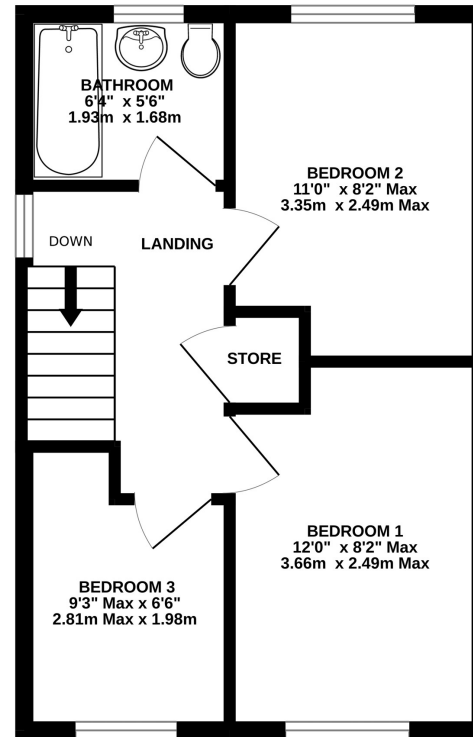 BATHROOM
6'4" x 5'6"
1.93m x 1.68m
BEDROOM 2
11'0" x 8'2" Max
3.35m x 2.49m Max
DOWN
LANDING
STORE
BEDROOM 1
12'0" x 8'2" Max
3.66m x 2.49m Max
BEDROOM 3
9'3" Max x 6'6"
2.81m Max x 1.98m